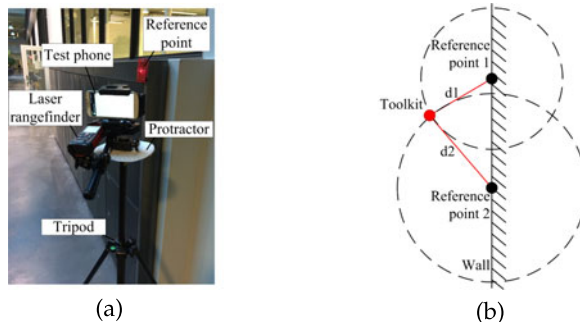 Reference
point
Test phone
Laser
rangefinder
Protractor
Tripod
(a)
Reference
point 1
d1
Toolkit
d2
Reference
point 2
Wall
(b)